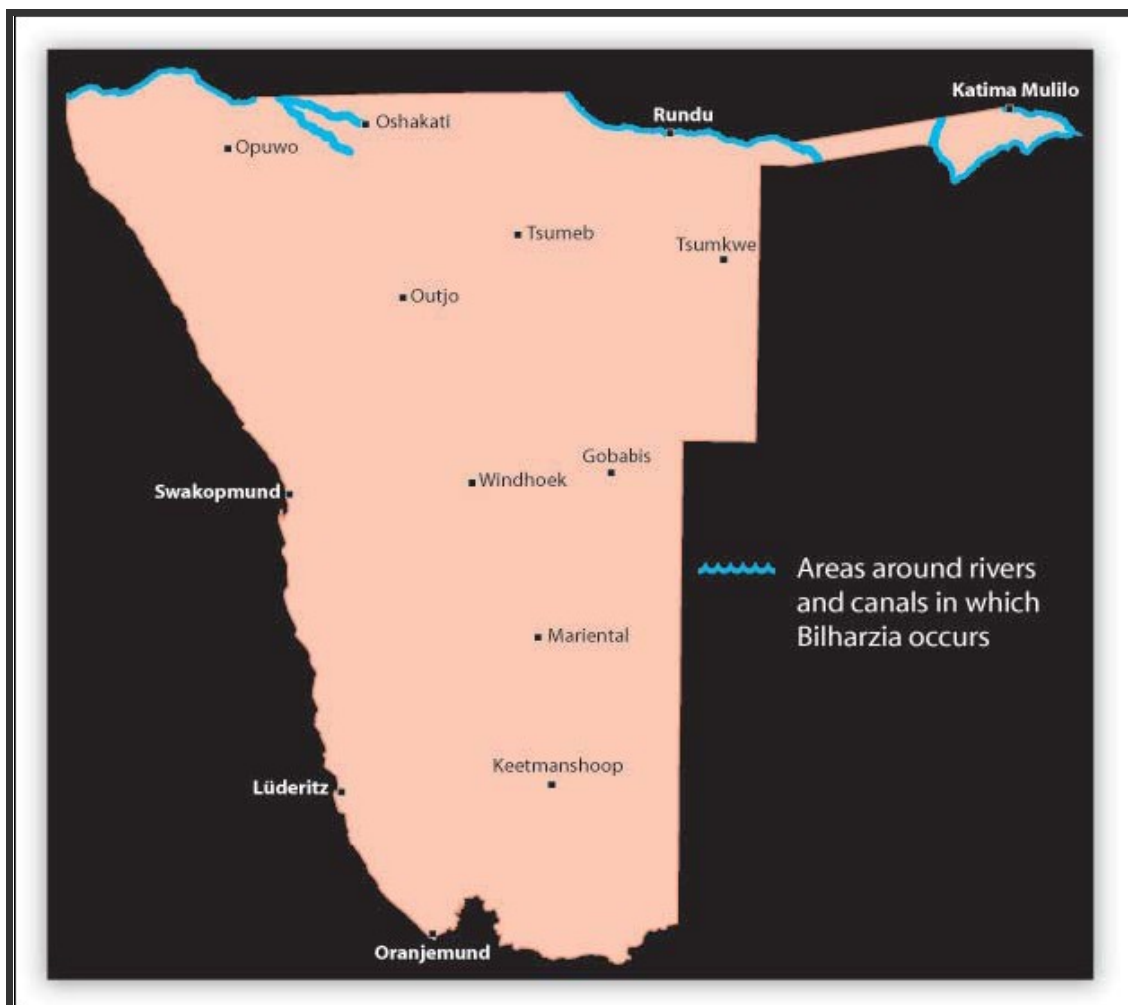 Katima Mulilo
Rundu
Oshakati
Opuwo
Tsumeb
Tsumkwe
Outjo
Gobabis
Windhoek
Swakopmund
Areas around rivers
and canals in which
Bilharzia occurs
Mariental
Keetmanshoop
Lüderitz
Oranjemund